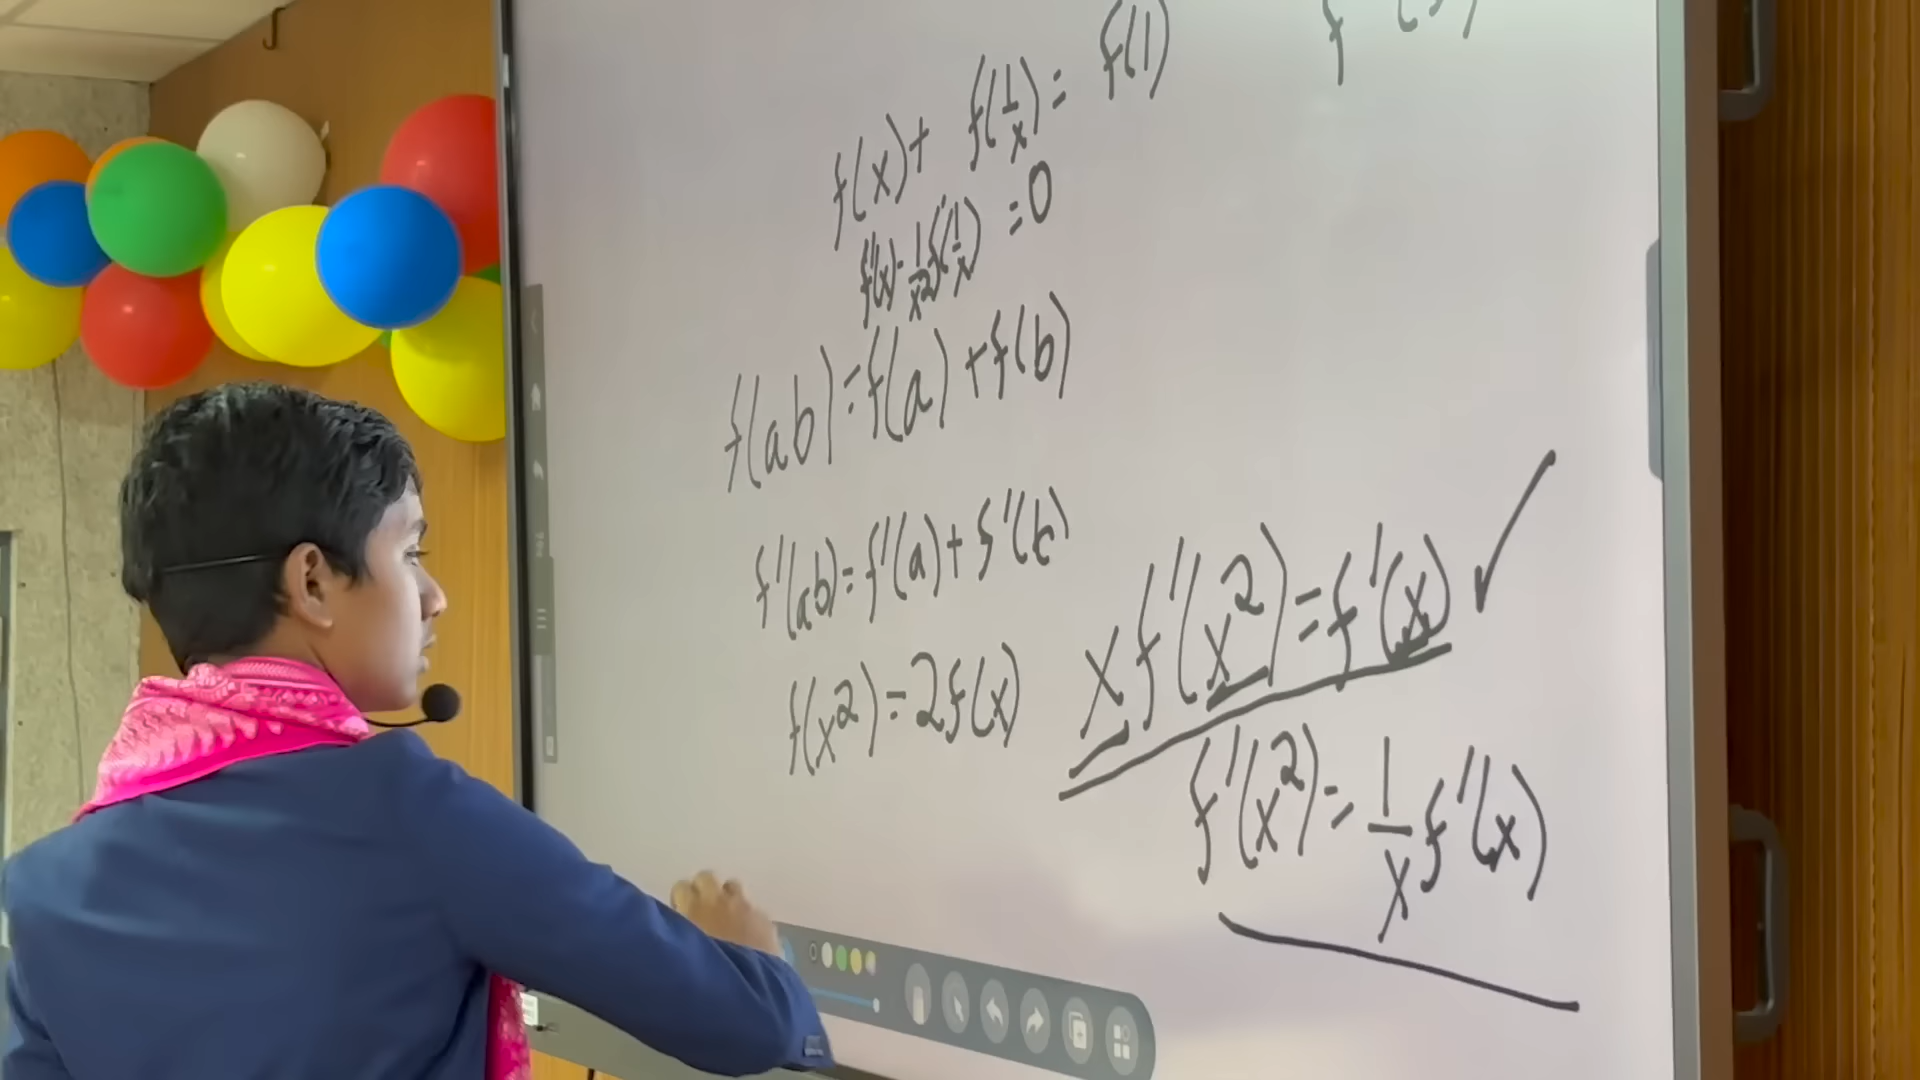 f(x) + f(1/x) = f(1)
f'(x) - 1/x² f'(1/x) = 0
f(ab) = f(a) + f(b)
f'(ab) = f'(a) + f'(b)
f(x²) = 2f(x)
x f'(x²) = f'(x) ✓
f'(x²) = 1/x f'(x)